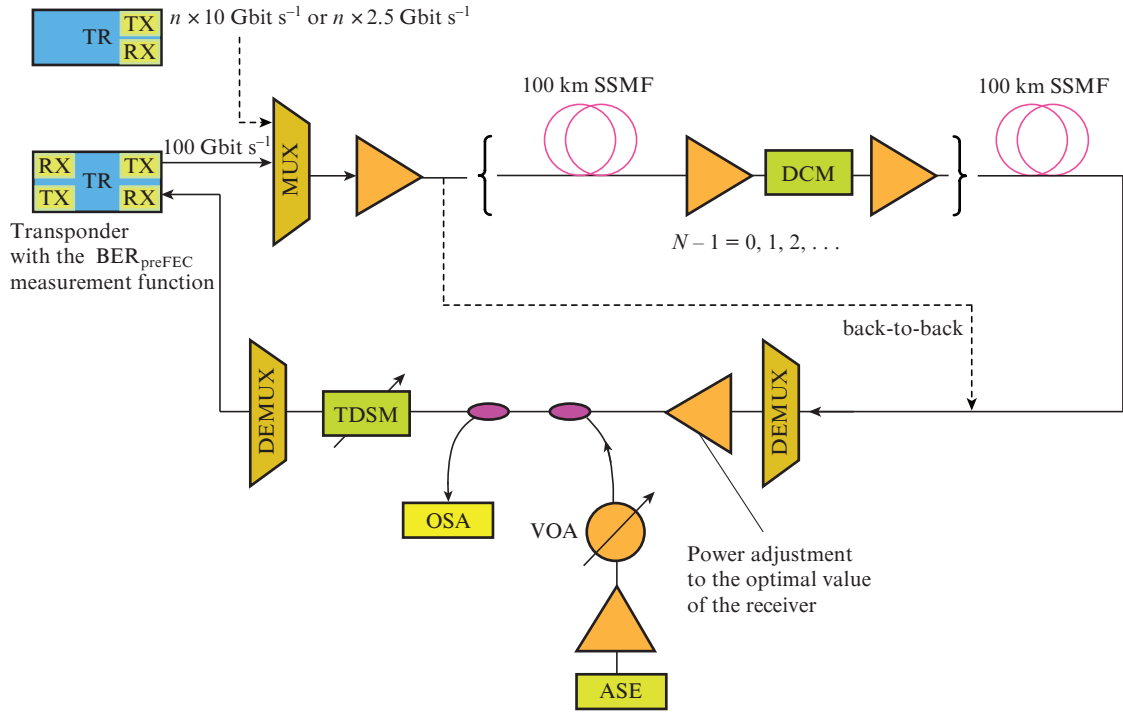 n × 10 Gbit s⁻¹ or n × 2.5 Gbit s⁻¹
TR
TX
RX
100 km SSMF
100 km SSMF
100 Gbit s⁻¹
RX
TX
TR
TX
RX
MUX
DCM
Transponder
with the BER_preFEC
measurement function
N – 1 = 0, 1, 2, . . .
back-to-back
DEMUX
TDSM
DEMUX
OSA
VOA
Power adjustment
to the optimal value
of the receiver
ASE